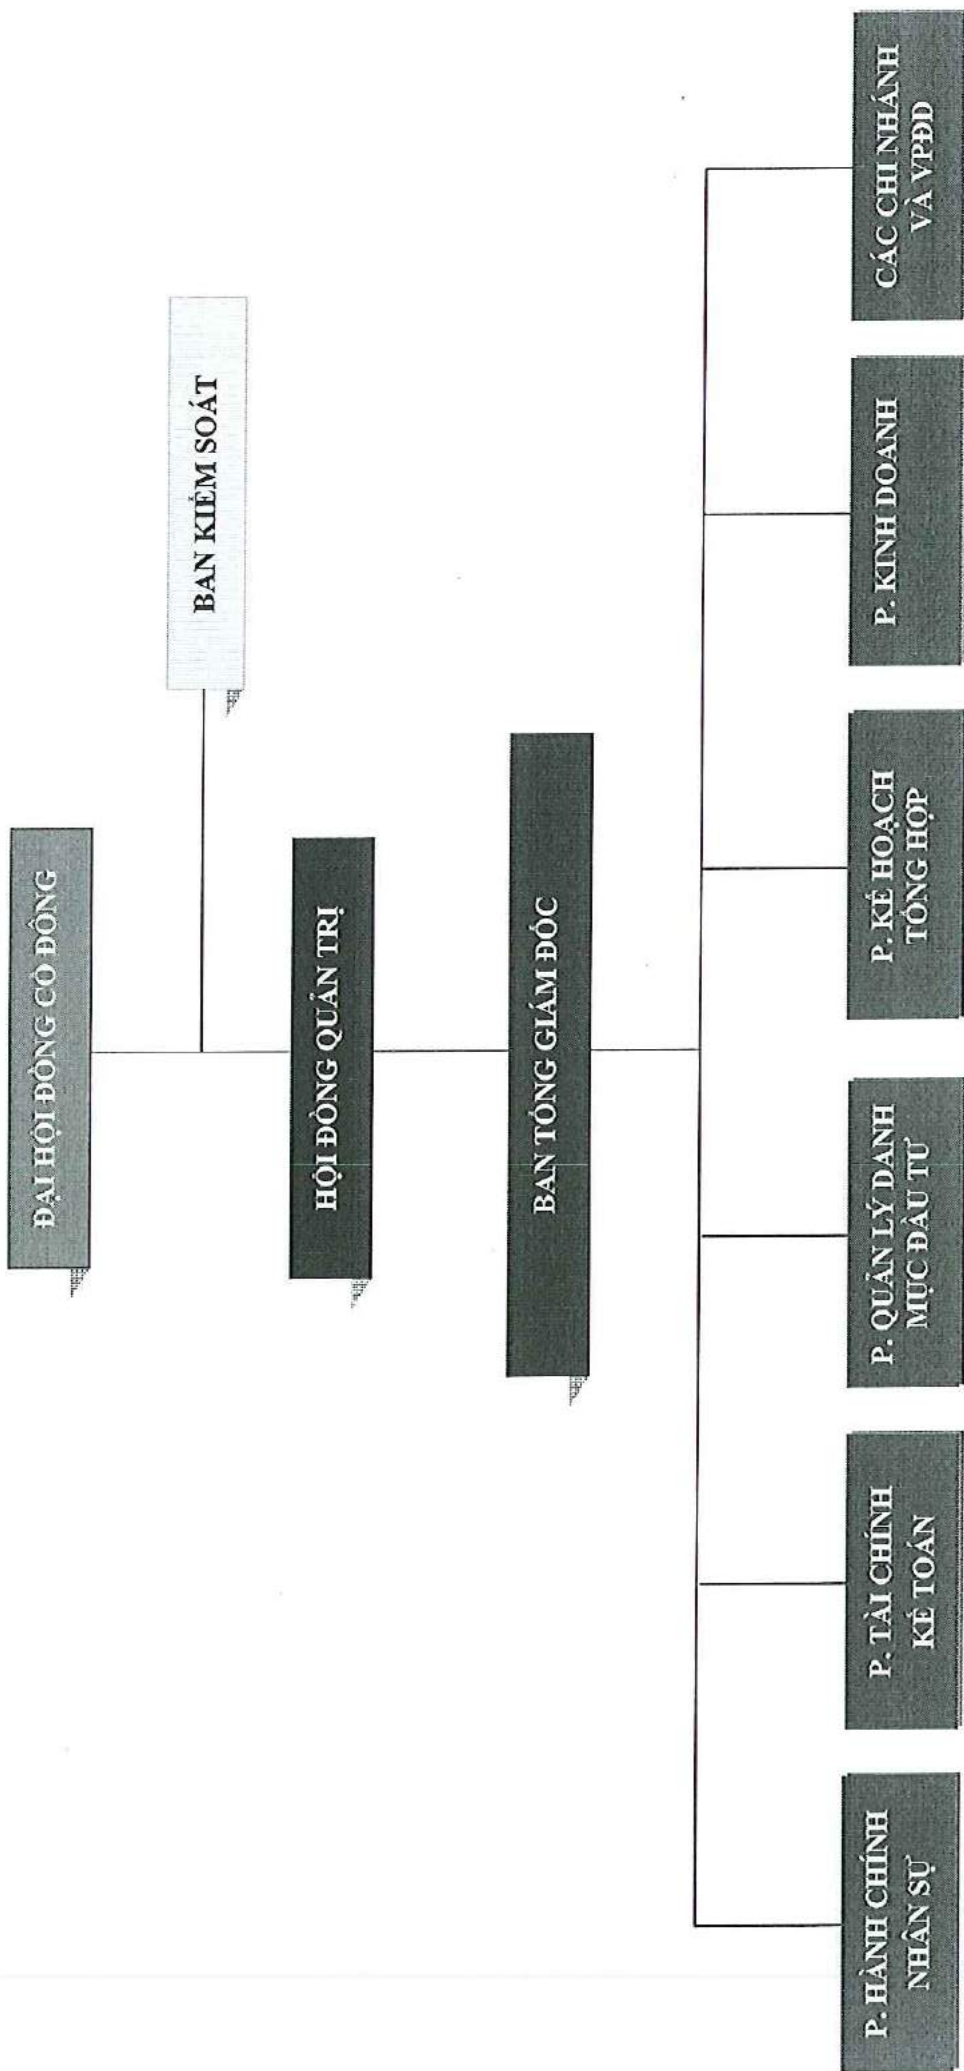 ĐẠI HỘI ĐỒNG CỔ ĐÔNG
BAN KIỂM SOÁT
HỘI ĐỒNG QUẢN TRỊ
BAN TỔNG GIÁM ĐỐC
P. HÀNH CHÍNH
NHÂN SỰ
P. TÀI CHÍNH
KẾ TOÁN
P. QUẢN LÝ DANH
MỤC ĐẦU TƯ
P. KẾ HOẠCH
TỔNG HỢP
P. KINH DOANH
CÁC CHI NHÁNH
VÀ VPĐD